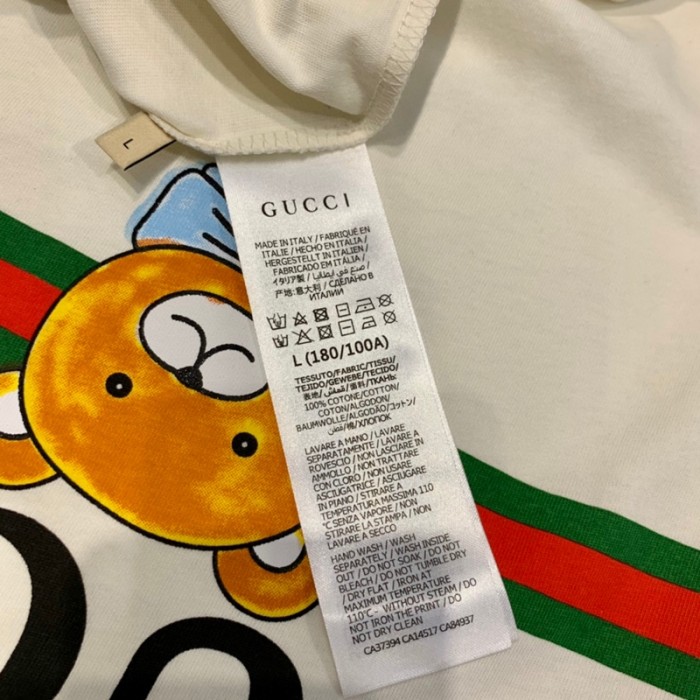 L
GUCCI
MADE IN ITALY / FABRIQUÉ EN
ITALIE / HECHO EN ITALIA /
HERGESTELLT IN ITALIEN /
FABRICADO EM ITÁLIA /
صنع في إيطاليا / イタリア製 /
产地:意大利 / СДЕЛАНО В
ИТАЛИИ
L (180/100A)
TESSUTO/FABRIC/TISSU/
TEJIDO/GEWEBE/TECIDO/
表地/قماش/面料/ТКАНЬ:
100% COTONE/COTTON/
COTON/ALGODON/
BAUMWOLLE/ALGODÃO/コットン/
قطن/棉/ХЛОПОК
LAVARE A MANO / LAVARE
SEPARATAMENTE / LAVARE A
ROVESCIO / NON LASCIARE IN
AMMOLLO / NON TRATTARE
CON CLORO / NON USARE
ASCIUGATRICE / ASCIUGARE
IN PIANO / STIRARE A
TEMPERATURA MASSIMA 110
°C SENZA VAPORE / NON
STIRARE LA STAMPA / NON
LAVARE A SECCO
HAND WASH / WASH
SEPARATELY / WASH INSIDE
OUT / DO NOT SOAK / DO NOT
BLEACH / DO NOT TUMBLE DRY
/ DRY FLAT / IRON AT
MAXIMUM TEMPERATURE
110°C - WITHOUT STEAM / DO
NOT IRON THE PRINT / DO
NOT DRY CLEAN
CA37394 CA14517 CA84937